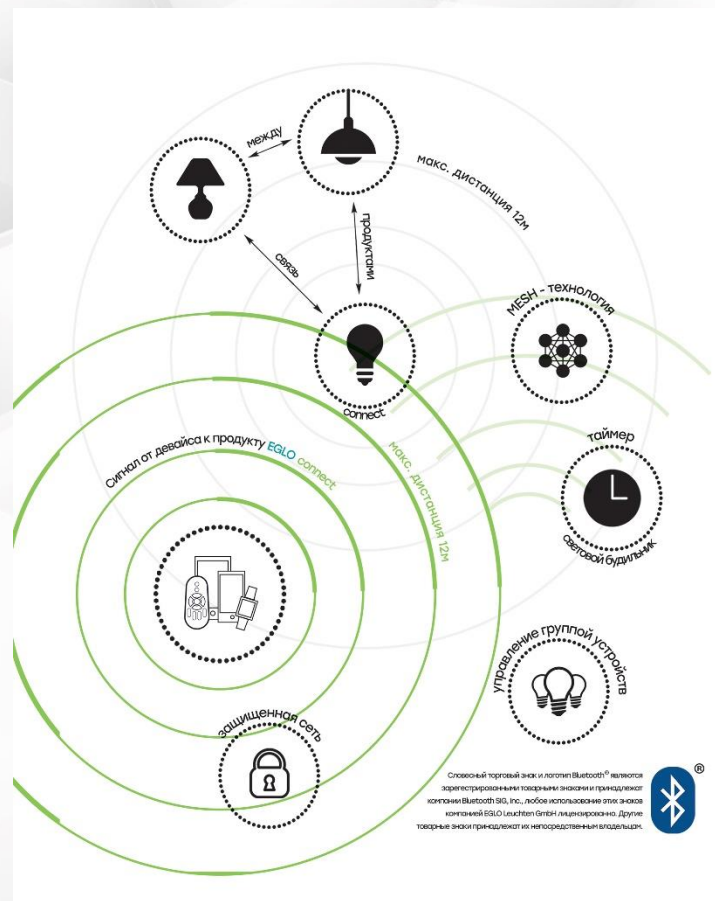 между
макс. дистанция 12м
связь
продуктами
MESH - технология
connect
таймер
световой будильник
Сигнал от девайса к продукту EGLO connect
макс. дистанция 12м
управление группой устройств
защищенная сеть
Словесный торговый знак и логотип Bluetooth® являются
зарегестрированными товарными знаками и принадлежат
компании Bluetooth SIG, Inc., любое использование этих знаков
компанией EGLO Leuchten GmbH лицензированно. Другие
товарные знаки принадлежат их непосредственным владельцам.
®